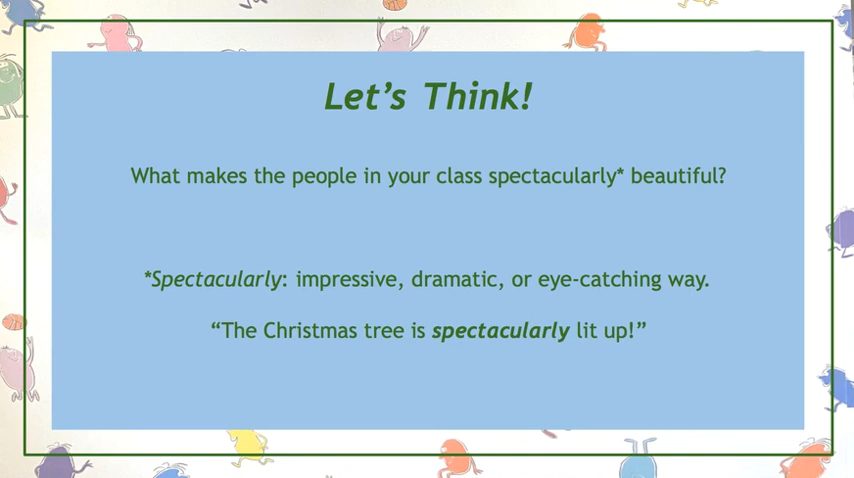 Let's Think!
What makes the people in your class spectacularly* beautiful?
*Spectacularly: impressive, dramatic, or eye-catching way.
“The Christmas tree is spectacularly lit up!”